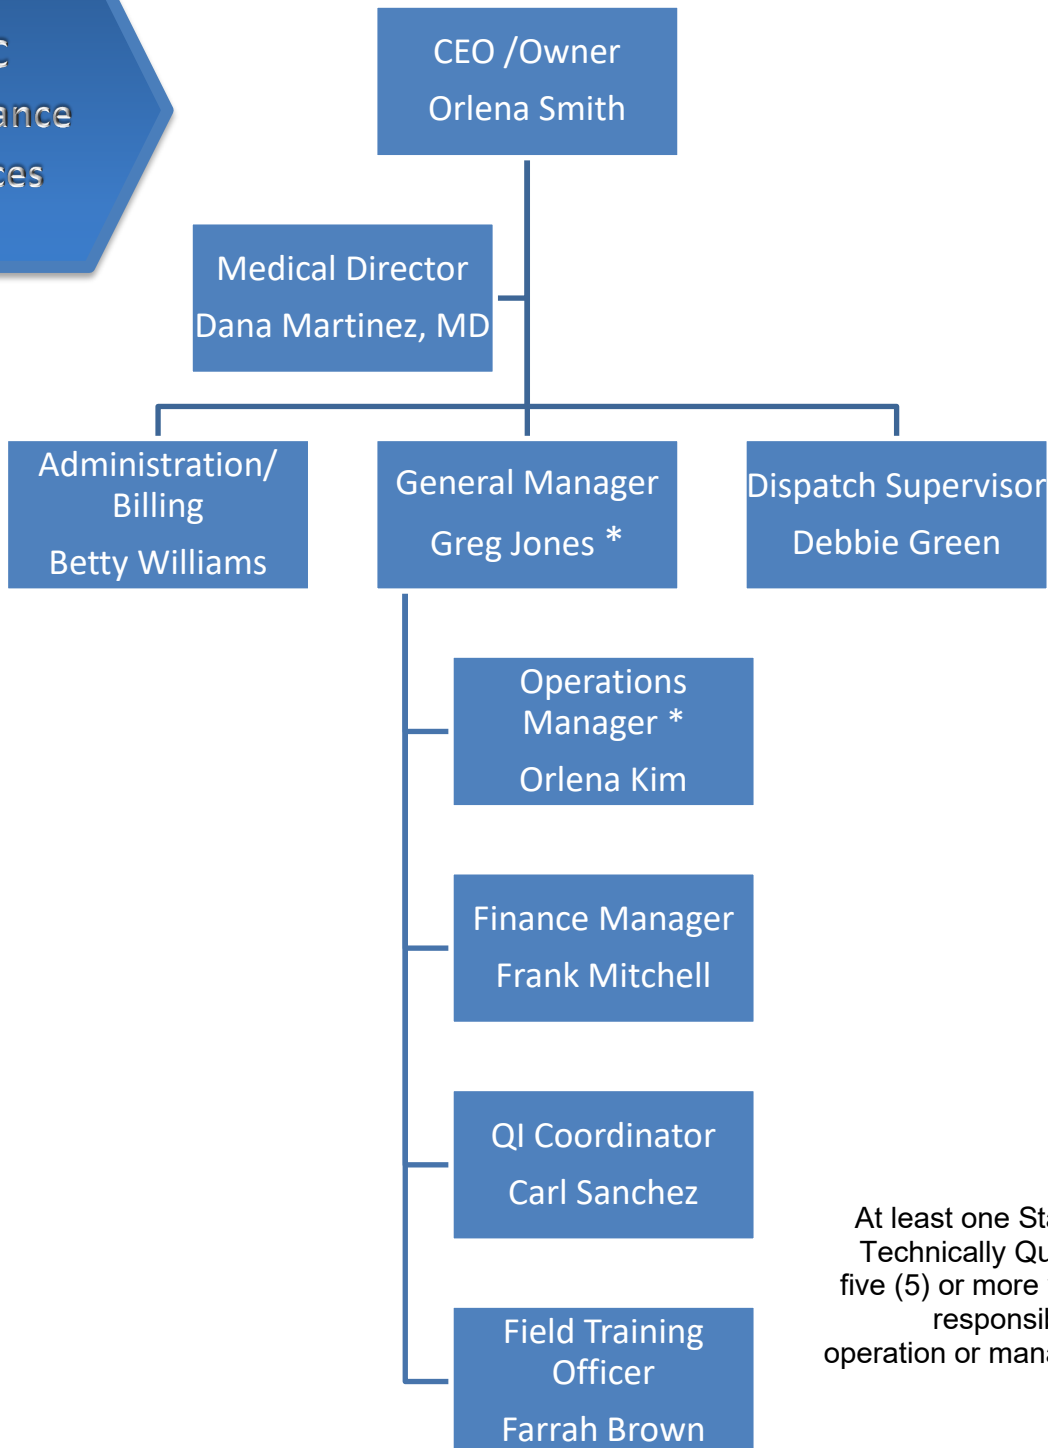 CEO /Owner
Orlena Smith
Medical Director
Dana Martinez, MD
Administration/
Billing
Betty Williams
General Manager
Greg Jones *
Dispatch Supervisor
Debbie Green
Operations
Manager *
Orlena Kim
Finance Manager
Frank Mitchell
QI Coordinator
Carl Sanchez
Field Training
Officer
Farrah Brown
At least one
Technically
five (5) or more
operation or